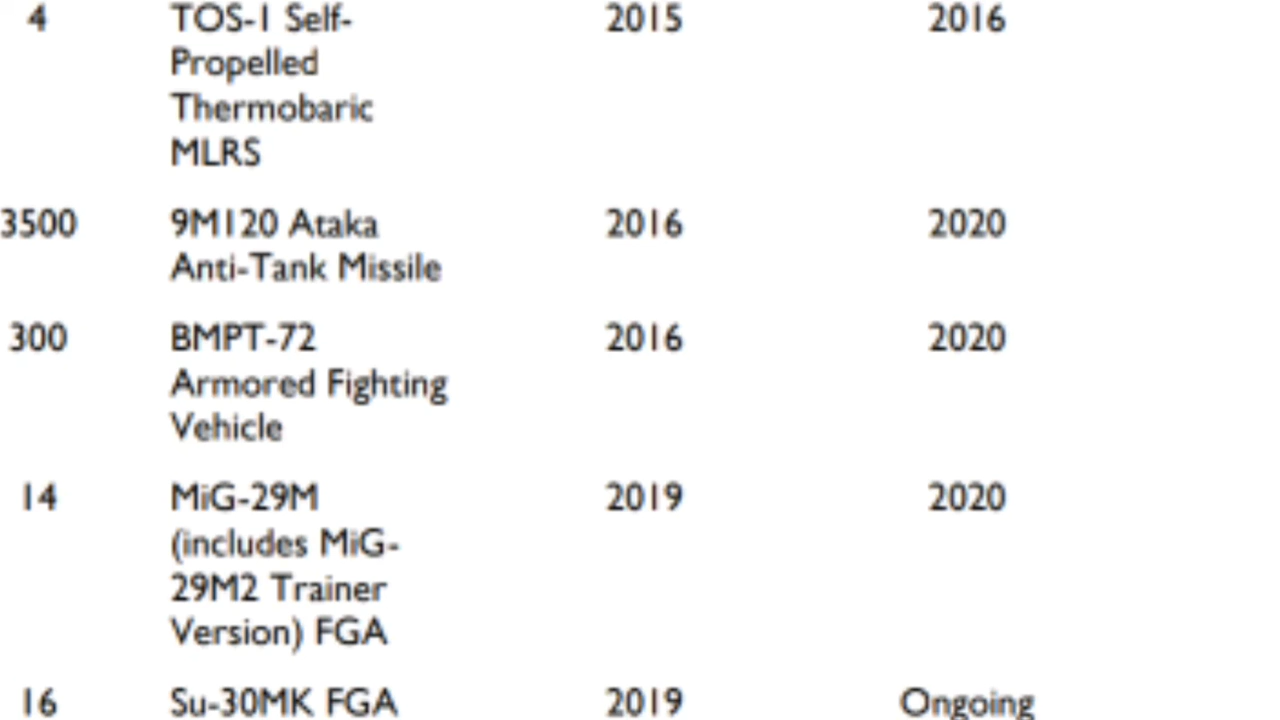 4 TOS-1 Self- 2015 2016
Propelled
Thermobaric
MLRS
3500 9M120 Ataka 2016 2020
Anti-Tank Missile
300 BMPT-72 2016 2020
Armored Fighting
Vehicle
14 MiG-29M 2019 2020
(includes MiG-
29M2 Trainer
Version) FGA
16 Su-30MK FGA 2019 Ongoing